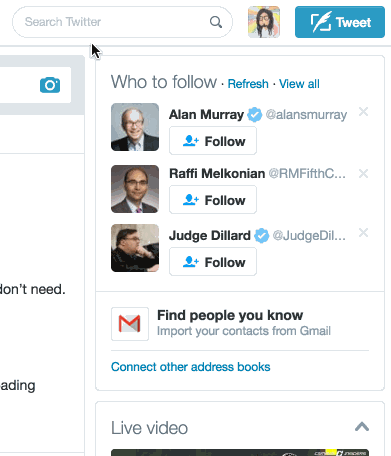 Search Twitter
Tweet
Who to follow · Refresh · View all
Alan Murray @alansmurray
Follow
Raffi Melkonian @RMFifthC...
Follow
Judge Dillard @JudgeDil...
Follow
don't need.
Find people you know
Import your contacts from Gmail
Connect other address books
ading
Live video